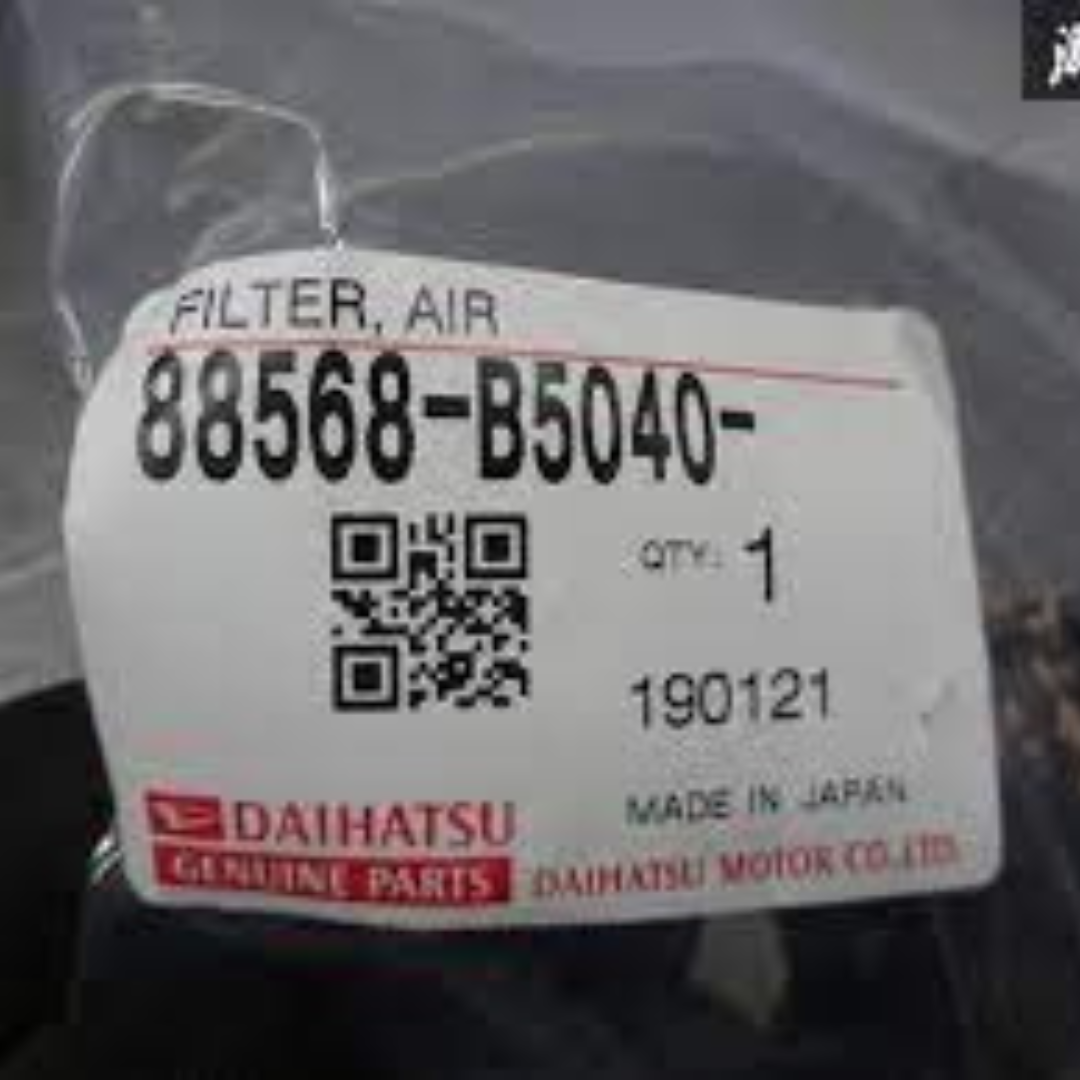 FILTER, AIR
88568-B5040-
QTY: 1
190121
MADE IN JAPAN
DAIHATSU
GENUINE PARTS
DAIHATSU MOTOR CO.,LTD.